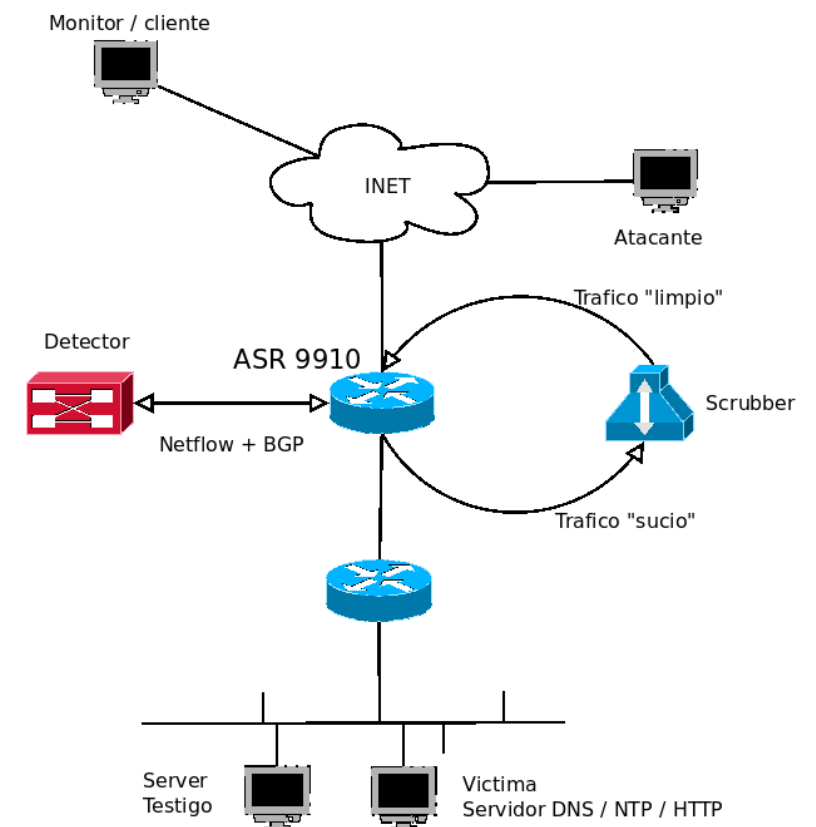 Monitor / cliente
INET
Atacante
Trafico "limpio"
Detector
ASR 9910
Scrubber
Netflow + BGP
Trafico "sucio"
Server
Testigo
Victima
Servidor DNS / NTP / HTTP